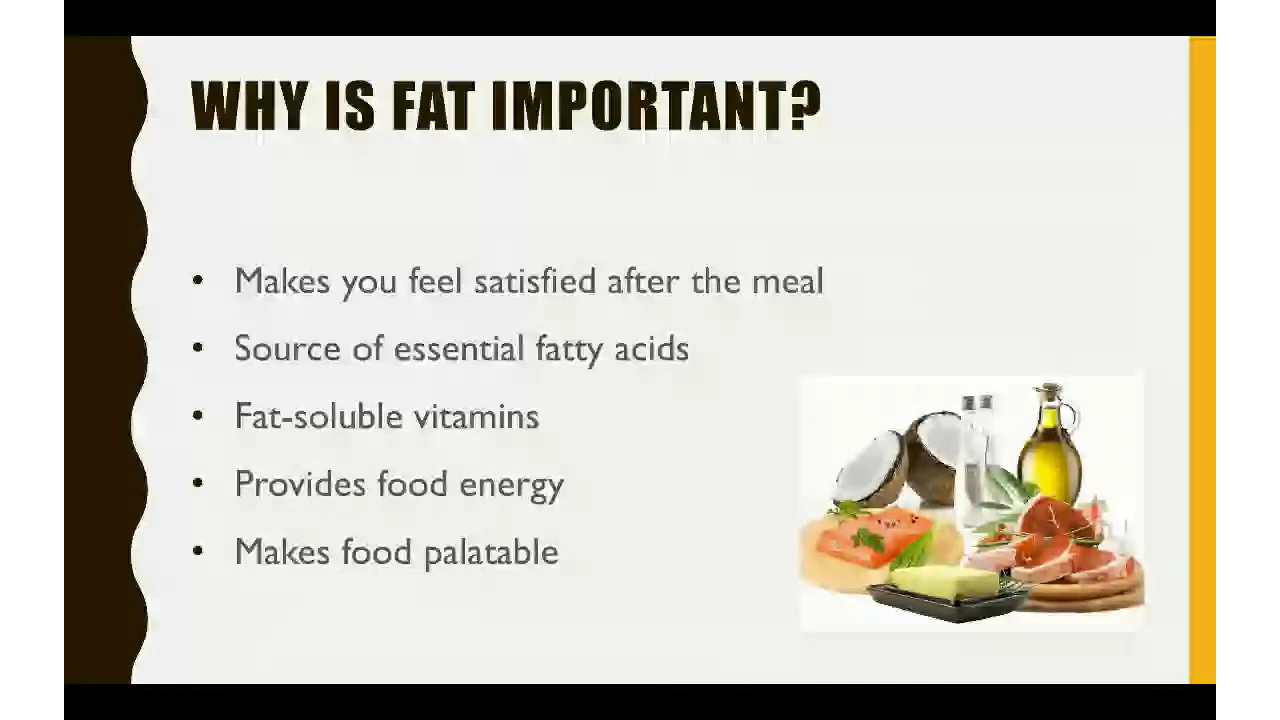 WHY IS FAT IMPORTANT?
• Makes you feel satisfied after the meal
• Source of essential fatty acids
• Fat-soluble vitamins
• Provides food energy
• Makes food palatable